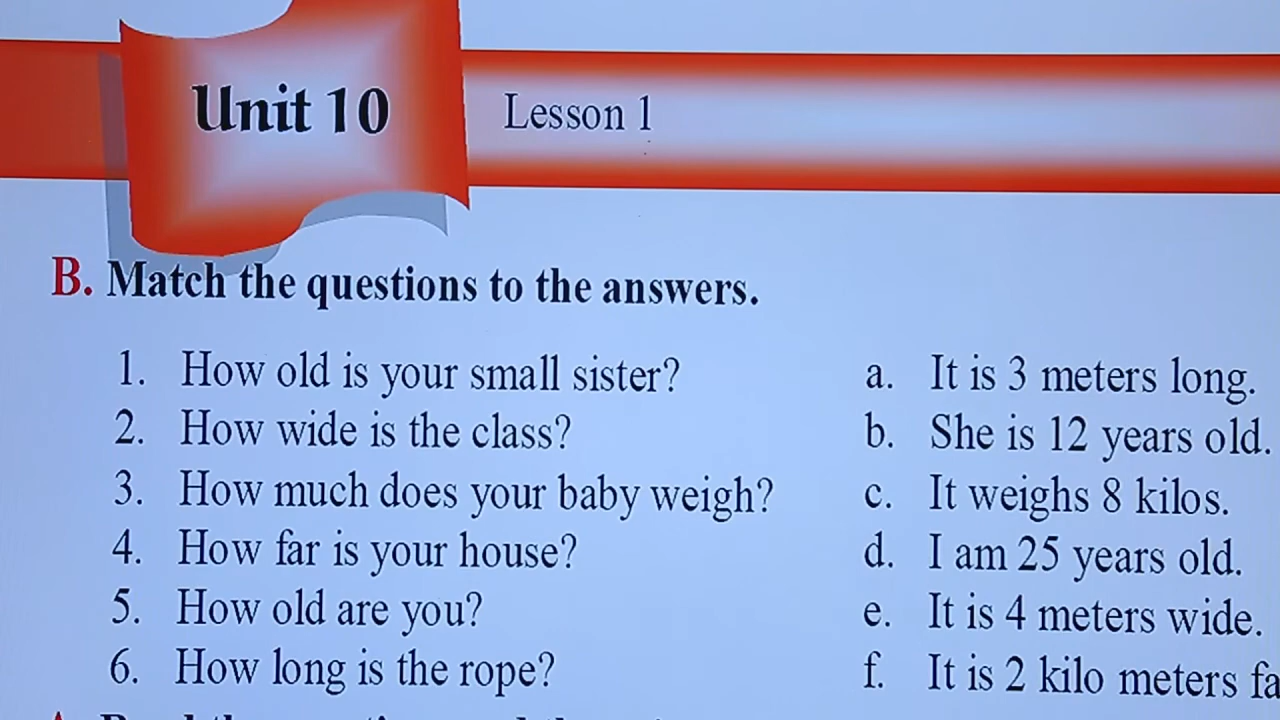 Unit 10
Lesson 1
B. Match the questions to the answers.
1. How old is your small sister? a. It is 3 meters long.
2. How wide is the class? b. She is 12 years old.
3. How much does your baby weigh? c. It weighs 8 kilos.
4. How far is your house? d. I am 25 years old.
5. How old are you? e. It is 4 meters wide.
6. How long is the rope? f. It is 2 kilo meters fa